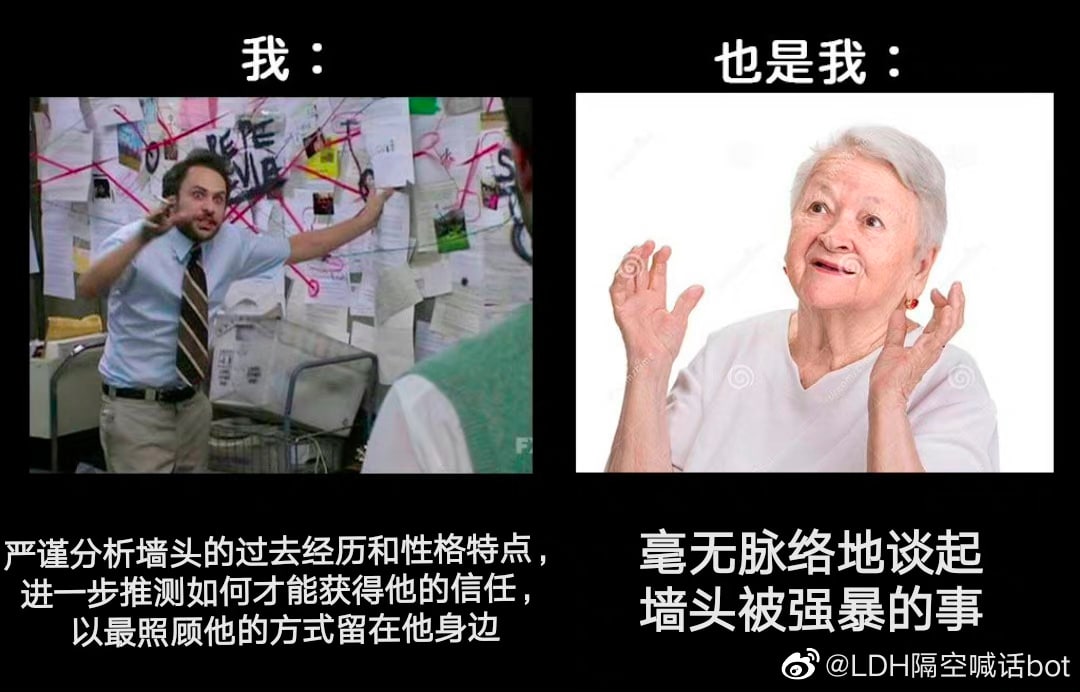 我：
也是我：
PEPE
FX
严谨分析墙头的过去经历和性格特点，
进一步推测如何才能获得他的信任，
以最照顾他的方式留在他身边
毫无脉络地谈起
墙头被强暴的事
@LDH隔空喊话bot